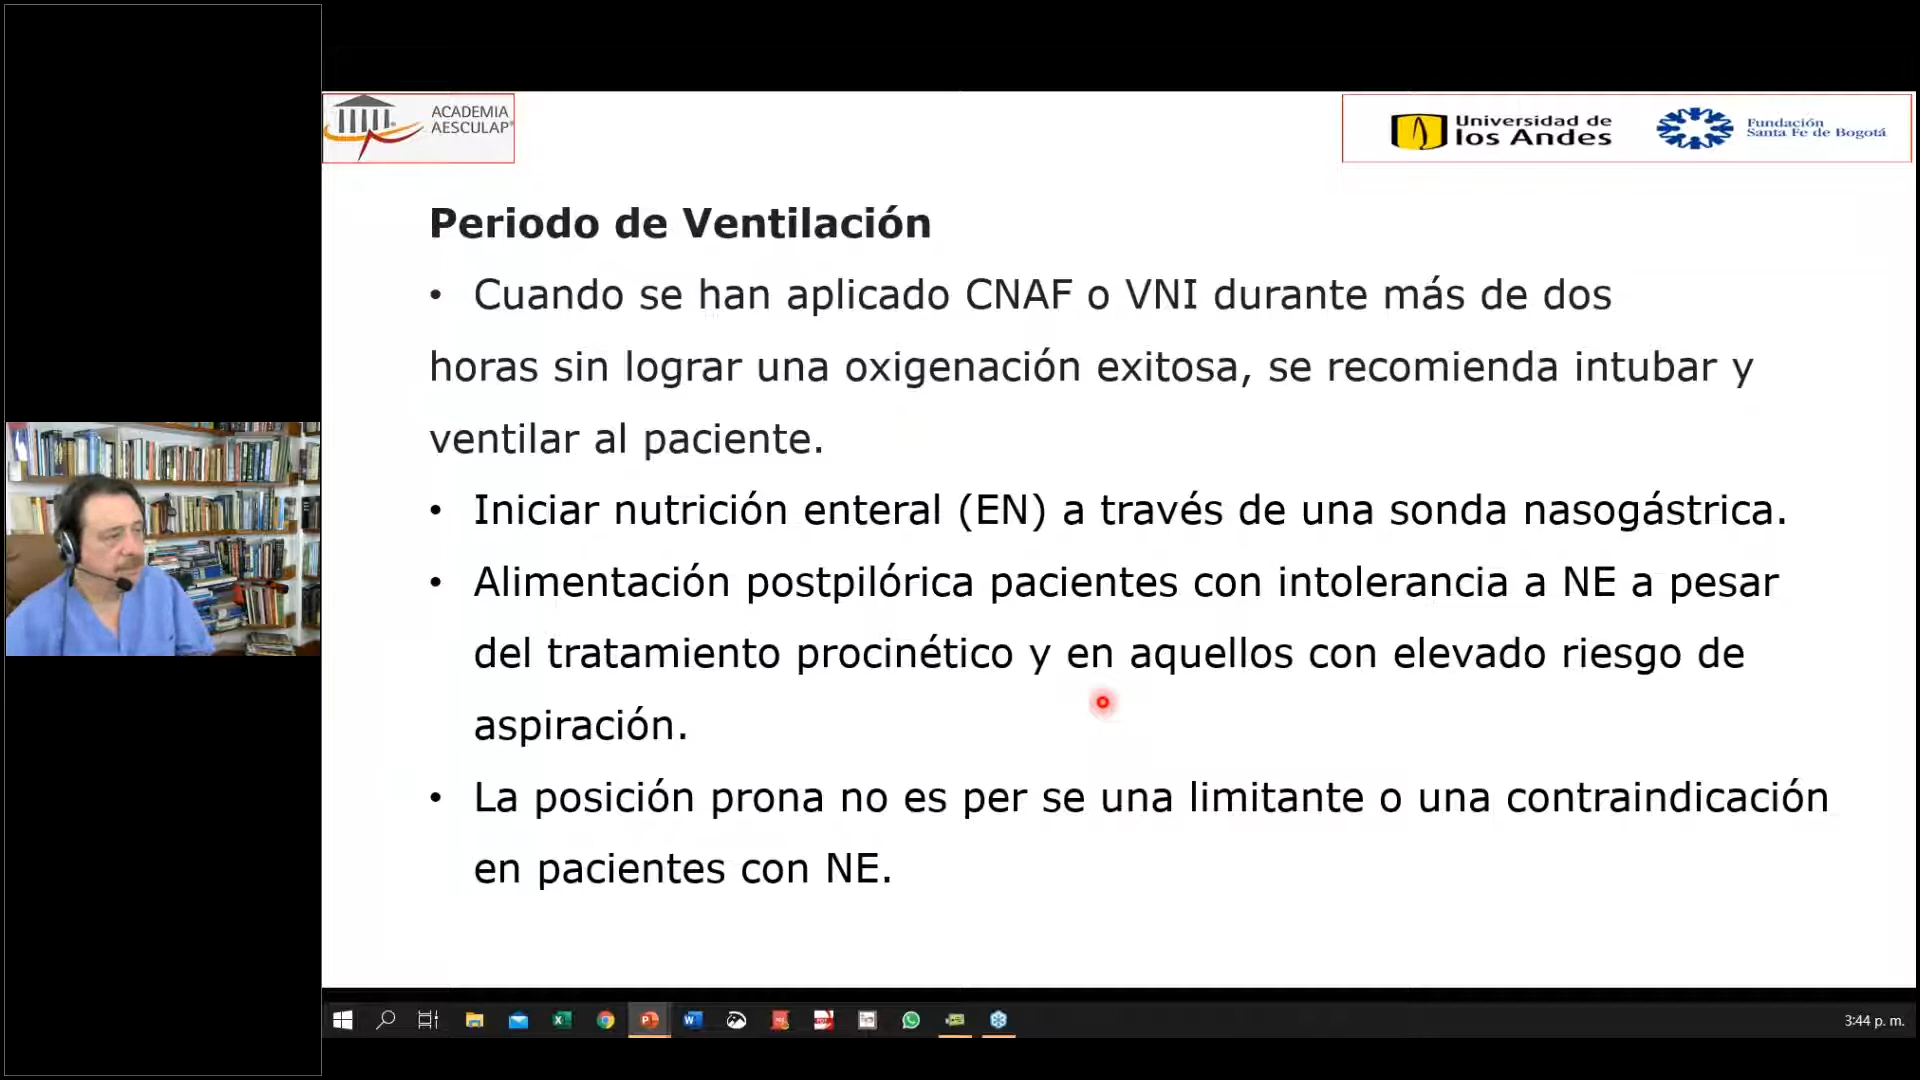 ACADEMIA
AESCULAP®
Universidad de
los Andes
Fundación
Santa Fe de Bogotá
Periodo de Ventilación
• Cuando se han aplicado CNAF o VNI durante más de dos
horas sin lograr una oxigenación exitosa, se recomienda intubar y
ventilar al paciente.
• Iniciar nutrición enteral (EN) a través de una sonda nasogástrica.
• Alimentación postpilórica pacientes con intolerancia a NE a pesar
del tratamiento procinético y en aquellos con elevado riesgo de
aspiración.
• La posición prona no es per se una limitante o una contraindicación
en pacientes con NE.
3:44 p. m.